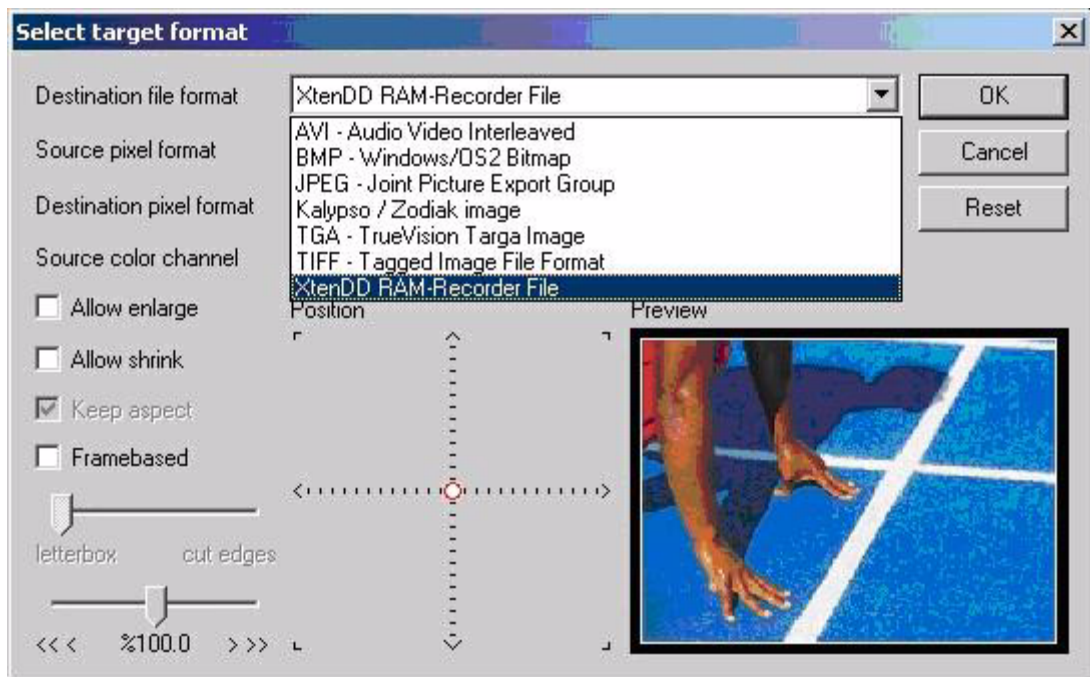 Select target format
Destination file format
XtenDD RAM-Recorder File
OK
AVI - Audio Video Interleaved
BMP - Windows/OS2 Bitmap
JPEG - Joint Picture Export Group
Kalypso / Zodiak image
TGA - TrueVision Targa Image
TIFF - Tagged Image File Format
XtenDD RAM-Recorder File
Source pixel format
Cancel
Destination pixel format
Reset
Source color channel
Allow enlarge
Position
Preview
Allow shrink
Keep aspect
Framebased
letterbox cut edges
<< < %100.0 > >>